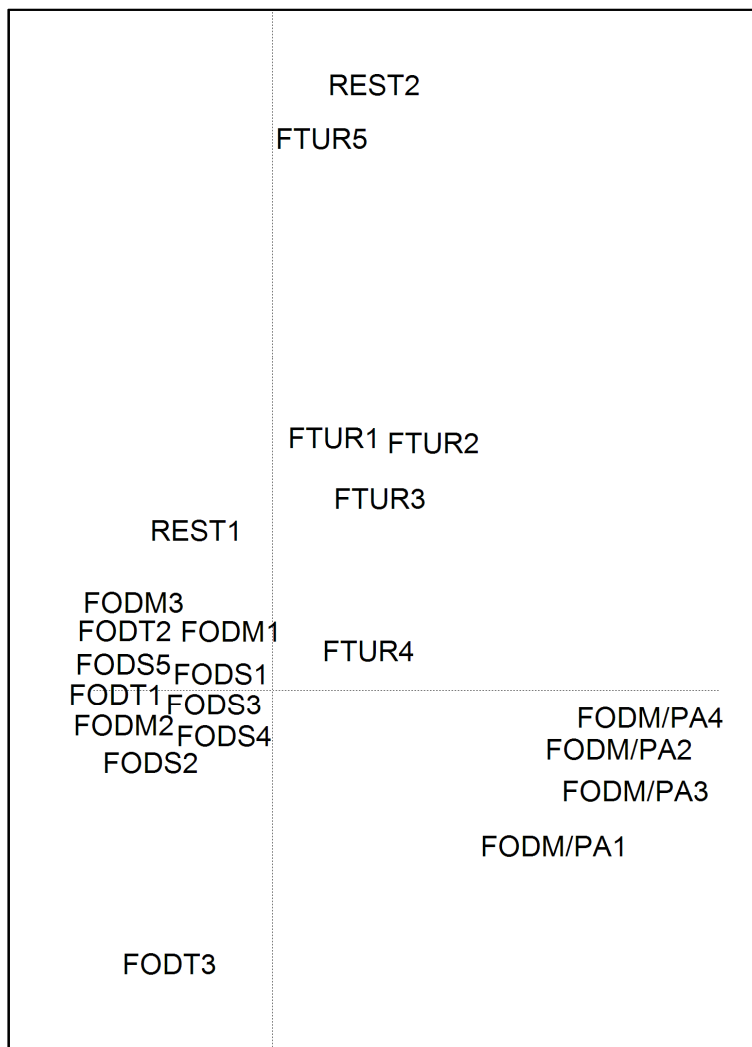 REST2
FTUR5
FTUR1
FTUR2
FTUR3
REST1
FODM3
FODT2
FODM1
FTUR4
FODS5
FODS1
FODT1
FODS3
FODM/PA4
FODM2
FODS4
FODM/PA2
FODS2
FODM/PA3
FODM/PA1
FODT3